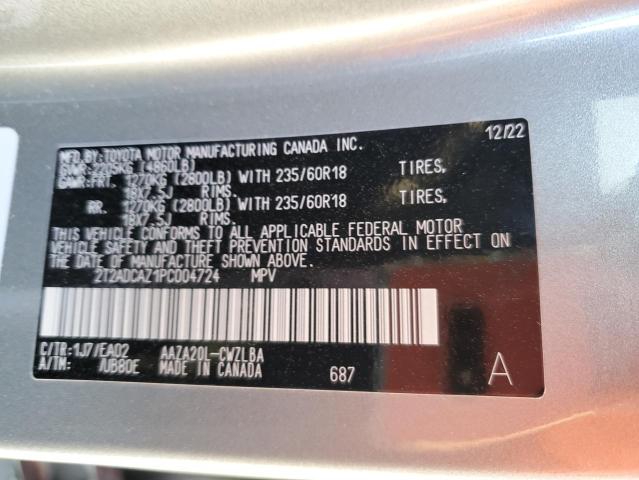 MFD.BY:TOYOTA MOTOR MANUFACTURING CANADA INC. 12/22
GVWR:2205KG (4860LB)
GAWR:FRT. 1270KG (2800LB) WITH 235/60R18 TIRES,
18X7.5J RIMS.
RR. 1270KG (2800LB) WITH 235/60R18 TIRES,
18X7.5J RIMS.
THIS VEHICLE CONFORMS TO ALL APPLICABLE FEDERAL MOTOR
VEHICLE SAFETY AND THEFT PREVENTION STANDARDS IN EFFECT ON
THE DATE OF MANUFACTURE SHOWN ABOVE.
2T2ADCAZ1PC004724 MPV
C/TR:1J7/EA02 AAZA20L-CWZLBA
A/TM: /UB80E MADE IN CANADA 687 A